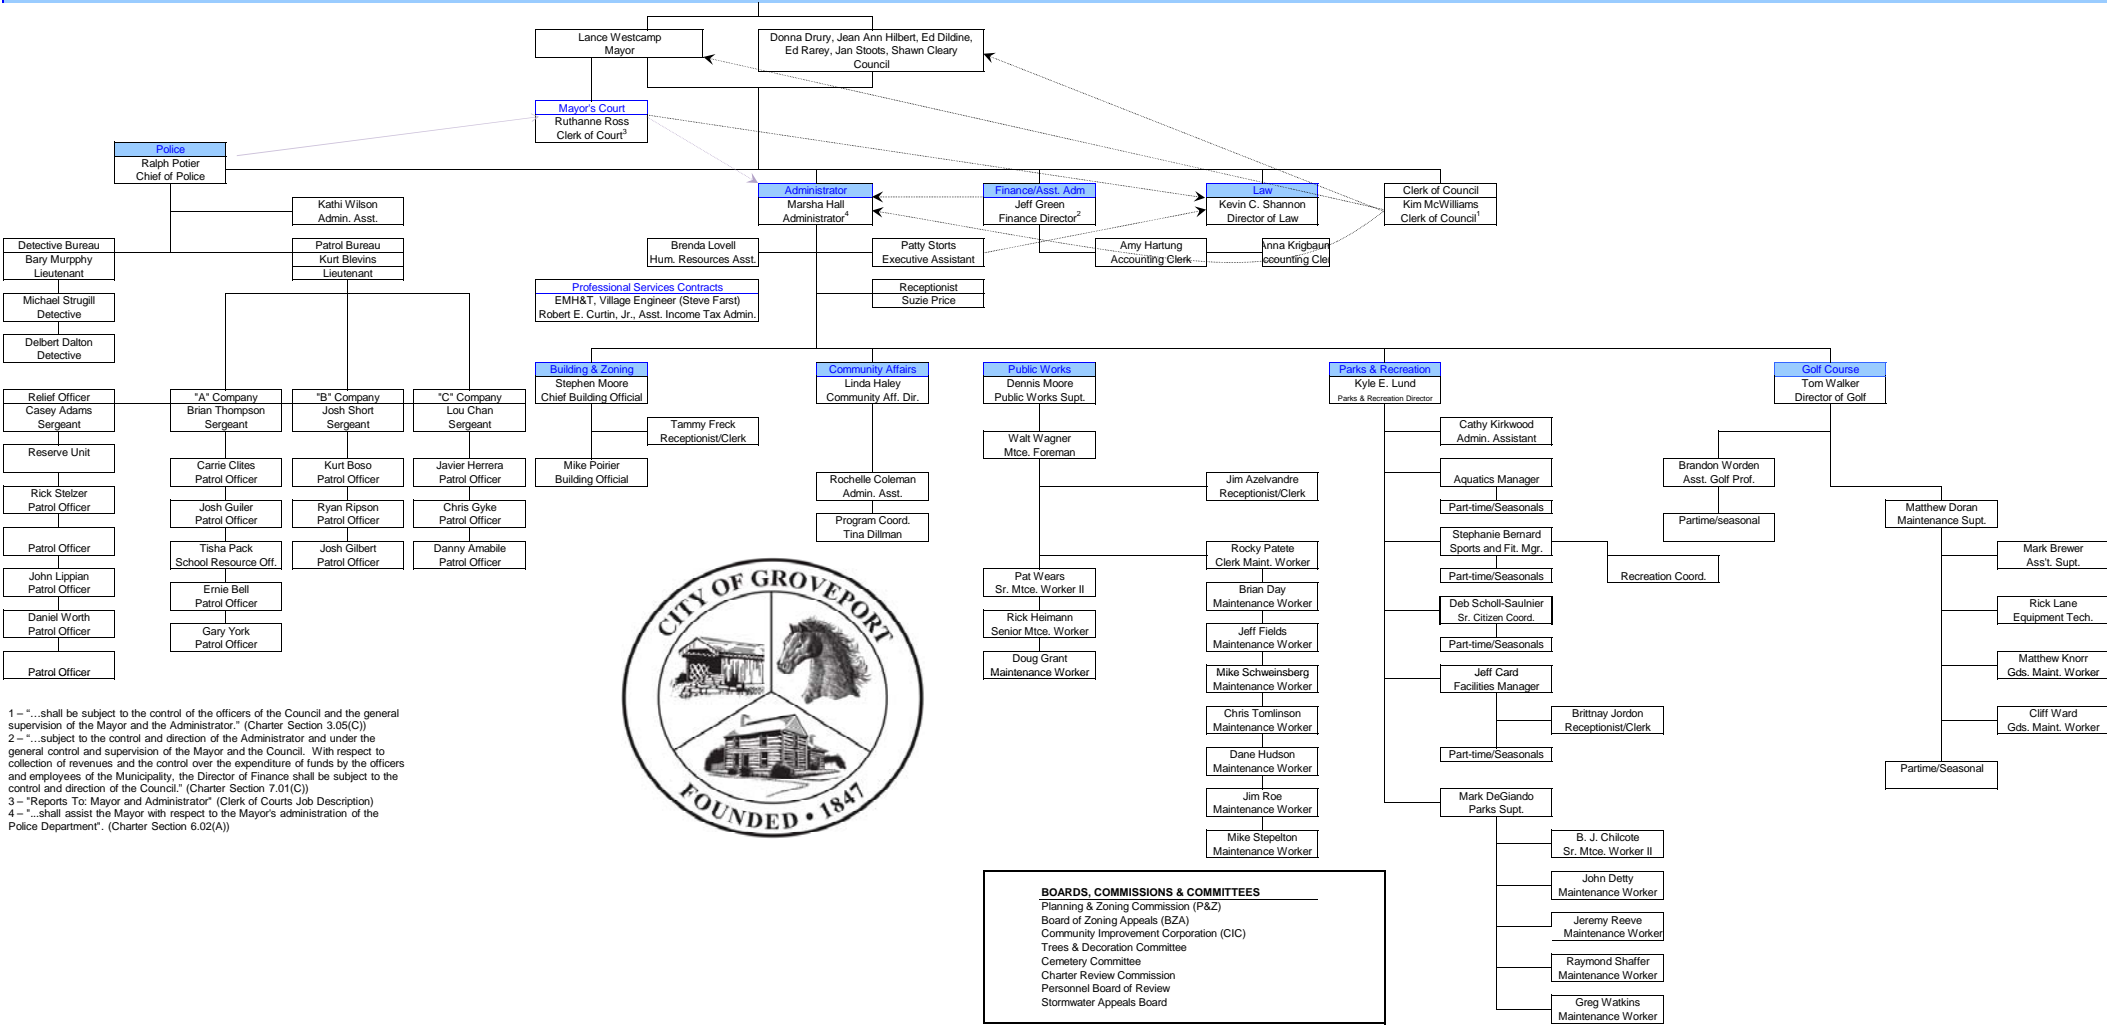 Lance Westcamp
Mayor
Donna Drury, Jean Ann Hilbert, Ed Dildine,
Ed Rarey, Jan Stoots, Shawn Cleary
Council
Mayor's Court
Ruthanne Ross
Clerk of Court3
Police
Ralph Potier
Chief of Police
Administrator
Marsha Hall
Administrator4
Finance/Asst. Adm
Jeff Green
Finance Director2
Law
Kevin C. Shannon
Director of Law
Clerk of Council
Kim McWilliams
Clerk of Council1
Kathi Wilson
Admin. Asst.
Detective Bureau
Bary Murpphy
Lieutenant
Patrol Bureau
Kurt Blevins
Lieutenant
Brenda Lovell
Hum. Resources Asst.
Patty Storts
Executive Assistant
Amy Hartung
Accounting Clerk
Anna Krigbaum
ccounting Cle
Michael Strugill
Detective
Professional Services Contracts
EMH&T, Village Engineer (Steve Farst)
Robert E. Curtin, Jr., Asst. Income Tax Admin.
Receptionist
Suzie Price
Delbert Dalton
Detective
Building & Zoning
Stephen Moore
Chief Building Official
Community Affairs
Linda Haley
Community Aff. Dir.
Public Works
Dennis Moore
Public Works Supt.
Parks & Recreation
Kyle E. Lund
Parks & Recreation Director
Golf Course
Tom Walker
Director of Golf
Relief Officer
Casey Adams
Sergeant
"A" Company
Brian Thompson
Sergeant
"B" Company
Josh Short
Sergeant
"C" Company
Lou Chan
Sergeant
Tammy Freck
Receptionist/Clerk
Mike Poirier
Building Official
Reserve Unit
Rick Stelzer
Patrol Officer
Patrol Officer
John Lippian
Patrol Officer
Daniel Worth
Patrol Officer
Patrol Officer
Carrie Clites
Patrol Officer
Josh Guiler
Patrol Officer
Tisha Pack
School Resource Off.
Ernie Bell
Patrol Officer
Gary York
Patrol Officer
Kurt Boso
Patrol Officer
Ryan Ripson
Patrol Officer
Josh Gilbert
Patrol Officer
Javier Herrera
Patrol Officer
Chris Gyke
Patrol Officer
Danny Amabile
Patrol Officer
Rochelle Coleman
Admin. Asst.
Program Coord.
Tina Dillman
Walt Wagner
Mtce. Foreman
Jim Azelvandre
Receptionist/Clerk
Pat Wears
Sr. Mtce. Worker II
Rick Heimann
Senior Mtce. Worker
Doug Grant
Maintenance Worker
Rocky Patete
Clerk Maint. Worker
Brian Day
Maintenance Worker
Jeff Fields
Maintenance Worker
Mike Schweinsberg
Maintenance Worker
Chris Tomlinson
Maintenance Worker
Dane Hudson
Maintenance Worker
Jim Roe
Maintenance Worker
Mike Stepelton
Maintenance Worker
Cathy Kirkwood
Admin. Assistant
Aquatics Manager
Part-time/Seasonals
Stephanie Bernard
Sports and Fit. Mgr.
Recreation Coord.
Part-time/Seasonals
Deb Scholl-Saulnier
Sr. Citizen Coord.
Part-time/Seasonals
Jeff Card
Facilities Manager
Brittnay Jordon
Receptionist/Clerk
Part-time/Seasonals
Mark DeGiando
Parks Supt.
B. J. Chilcote
Sr. Mtce. Worker II
John Detty
Maintenance Worker
Jeremy Reeve
Maintenance Worker
Raymond Shaffer
Maintenance Worker
Greg Watkins
Maintenance Worker
Brandon Worden
Asst. Golf Prof.
Partime/seasonal
Matthew Doran
Maintenance Supt.
Mark Brewer
Ass't. Supt.
Rick Lane
Equipment Tech.
Matthew Knorr
Gds. Maint. Worker
Cliff Ward
Gds. Maint. Worker
Partime/Seasonal
CITY OF GROVEPORT
FOUNDED • 1847
1 – "…shall be subject to the control of the officers of the Council and the general
supervision of the Mayor and the Administrator." (Charter Section 3.05(C))
2 – "…subject to the control and direction of the Administrator and under the
general control and supervision of the Mayor and the Council. With respect to
collection of revenues and the control over the expenditure of funds by the officers
and employees of the Municipality, the Director of Finance shall be subject to the
control and direction of the Council." (Charter Section 7.01(C))
3 – "Reports To: Mayor and Administrator" (Clerk of Courts Job Description)
4 – "...shall assist the Mayor with respect to the Mayor's administration of the
Police Department". (Charter Section 6.02(A))
BOARDS, COMMISSIONS & COMMITTEES
Planning & Zoning Commission (P&Z)
Board of Zoning Appeals (BZA)
Community Improvement Corporation (CIC)
Trees & Decoration Committee
Cemetery Committee
Charter Review Commission
Personnel Board of Review
Stormwater Appeals Board